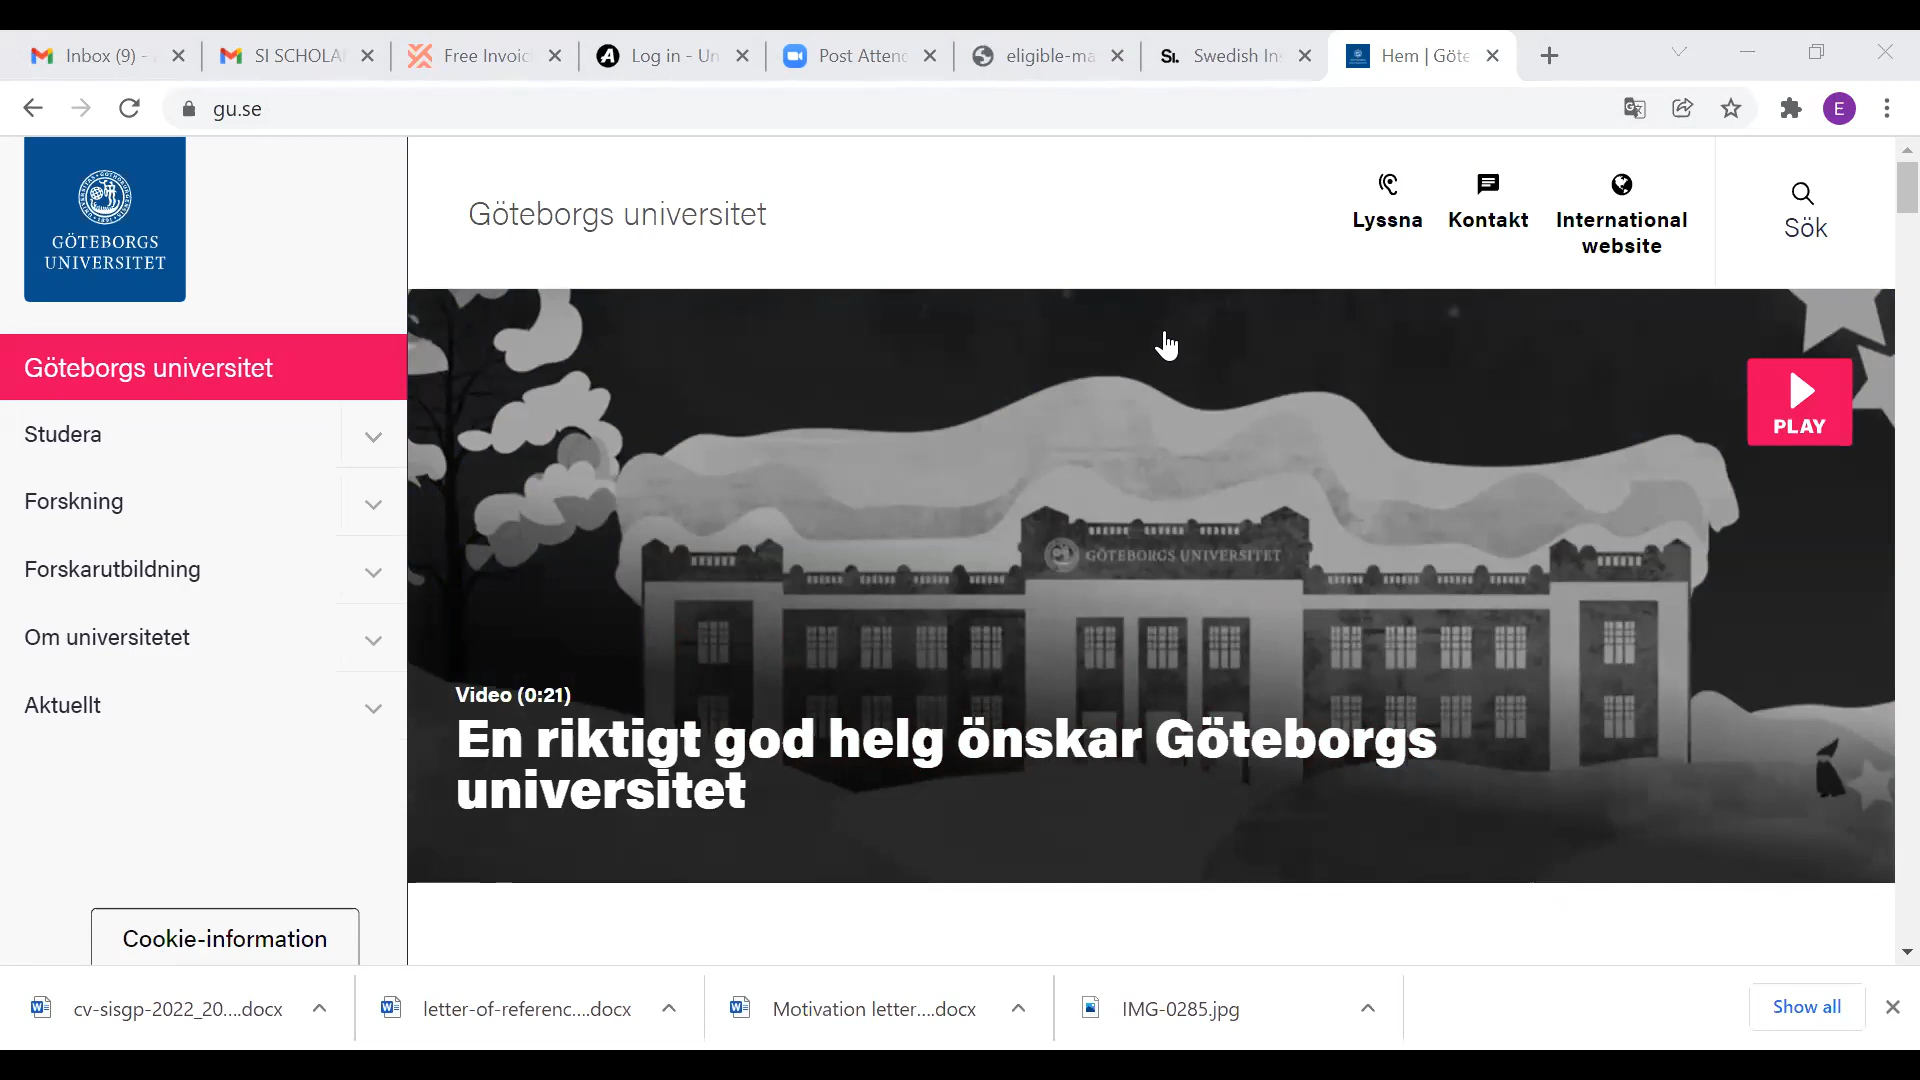 Inbox (9) -
SI SCHOLA
Free Invoic
Log in - Un
Post Attend
eligible-ma
Si.
Swedish In
Hem | Göte
gu.se
E
GÖTEBORGS
UNIVERSITET
Göteborgs universitet
Lyssna
Kontakt
International
website
Sök
Göteborgs universitet
Studera
Forskning
Forskarutbildning
Om universitetet
Aktuellt
PLAY
GÖTEBORGS UNIVERSITET
Video (0:21)
En riktigt god helg önskar Göteborgs
universitet
Cookie-information
cv-sisgp-2022_20....docx
letter-of-referenc....docx
Motivation letter....docx
IMG-0285.jpg
Show all